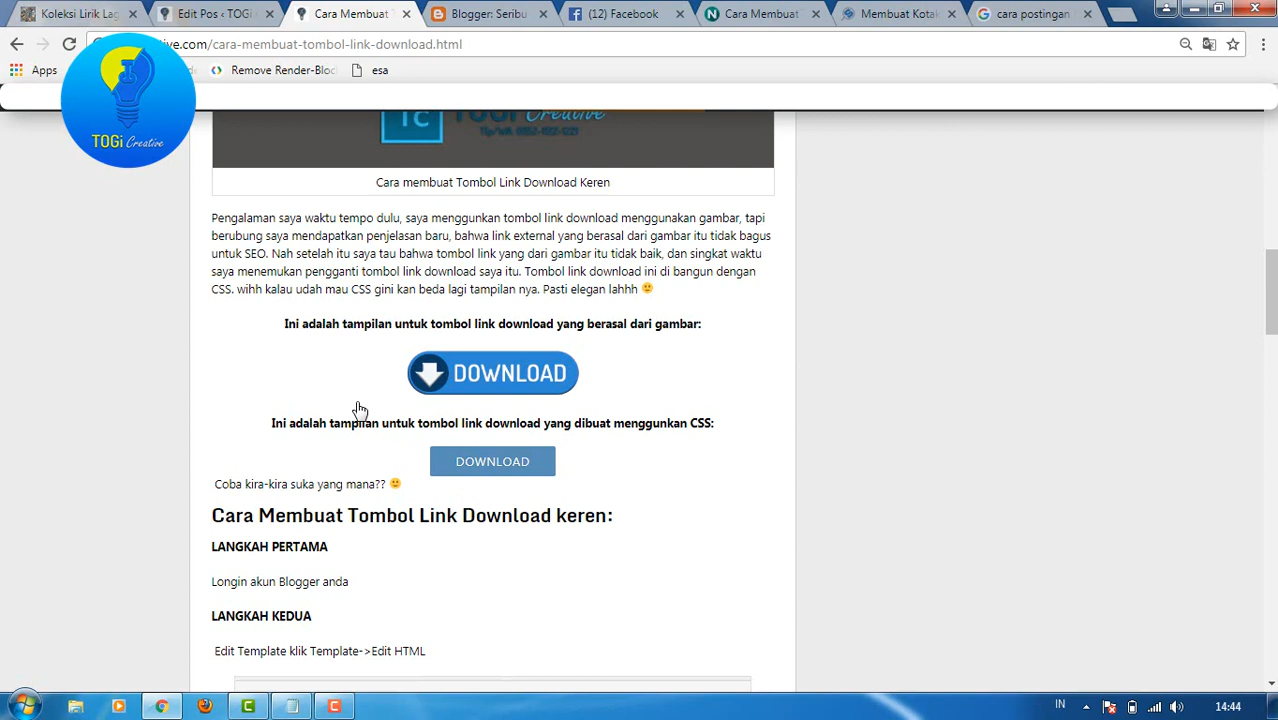 Koleksi Lirik Lag
Edit Pos ‹ TOGi
Cara Membuat T
Blogger: Seribu
(12) Facebook
Cara Membuat
Membuat Kotak
cara postingan
ive.com/cara-membuat-tombol-link-download.html
Apps
Remove Render-Bloc
esa
TOGi Creative
TC
TOGi Creative
Cara membuat Tombol Link Download Keren
Pengalaman saya waktu tempo dulu, saya menggunkan tombol link download menggunakan gambar, tapi
berubung saya mendapatkan penjelasan baru, bahwa link external yang berasal dari gambar itu tidak bagus
untuk SEO. Nah setelah itu saya tau bahwa tombol link yang dari gambar itu tidak baik, dan singkat waktu
saya menemukan pengganti tombol link download saya itu. Tombol link download ini di bangun dengan
CSS. wihh kalau udah mau CSS gini kan beda lagi tampilan nya. Pasti elegan lahhh
Ini adalah tampilan untuk tombol link download yang berasal dari gambar:
DOWNLOAD
Ini adalah tampilan untuk tombol link download yang dibuat menggunkan CSS:
DOWNLOAD
Coba kira-kira suka yang mana??
Cara Membuat Tombol Link Download keren:
LANGKAH PERTAMA
Longin akun Blogger anda
LANGKAH KEDUA
Edit Template klik Template->Edit HTML
IN
14:44